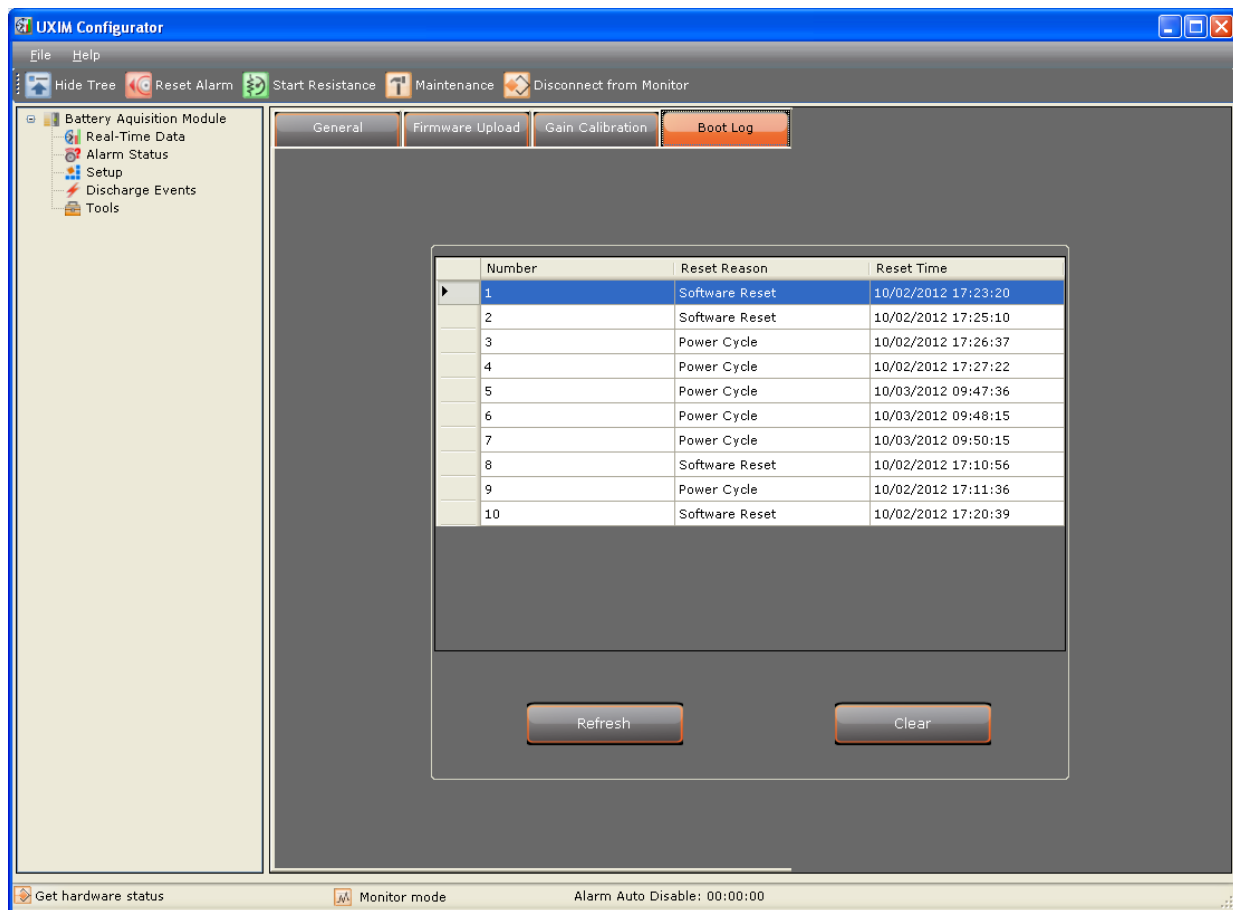 UXIM Configurator
File Help
Hide Tree Reset Alarm Start Resistance Maintenance Disconnect from Monitor
Battery Aquisition Module
Real-Time Data
Alarm Status
Setup
Discharge Events
Tools
General Firmware Upload Gain Calibration Boot Log
Number Reset Reason Reset Time
1 Software Reset 10/02/2012 17:23:20
2 Software Reset 10/02/2012 17:25:10
3 Power Cycle 10/02/2012 17:26:37
4 Power Cycle 10/02/2012 17:27:22
5 Power Cycle 10/03/2012 09:47:36
6 Power Cycle 10/03/2012 09:48:15
7 Power Cycle 10/03/2012 09:50:15
8 Software Reset 10/02/2012 17:10:56
9 Power Cycle 10/02/2012 17:11:36
10 Software Reset 10/02/2012 17:20:39
Refresh Clear
Get hardware status Monitor mode Alarm Auto Disable: 00:00:00